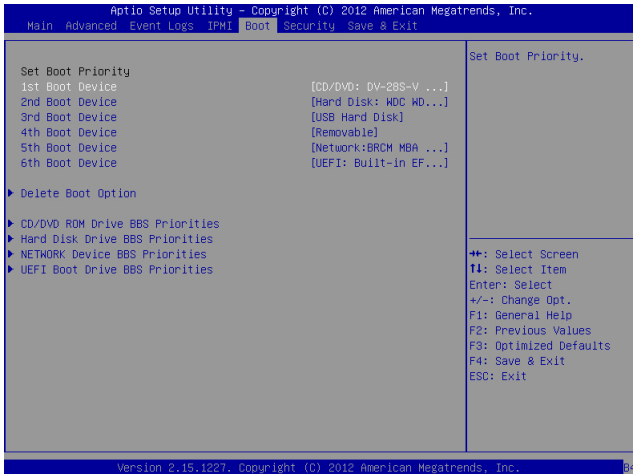 Aptio Setup Utility – Copyright (C) 2012 American Megatrends, Inc.
Main Advanced Event Logs IPMI Boot Security Save & Exit
Set Boot Priority
1st Boot Device [CD/DVD: DV-28S-V ...]
2nd Boot Device [Hard Disk: WDC WD...]
3rd Boot Device [USB Hard Disk]
4th Boot Device [Removable]
5th Boot Device [Network:BRCM MBA ...]
6th Boot Device [UEFI: Built-in EF...]
Delete Boot Option
CD/DVD ROM Drive BBS Priorities
Hard Disk Drive BBS Priorities
NETWORK Device BBS Priorities
UEFI Boot Drive BBS Priorities
Set Boot Priority.
→←: Select Screen
↑↓: Select Item
Enter: Select
+/-: Change Opt.
F1: General Help
F2: Previous Values
F3: Optimized Defaults
F4: Save & Exit
ESC: Exit
Version 2.15.1227. Copyright (C) 2012 American Megatrends, Inc.